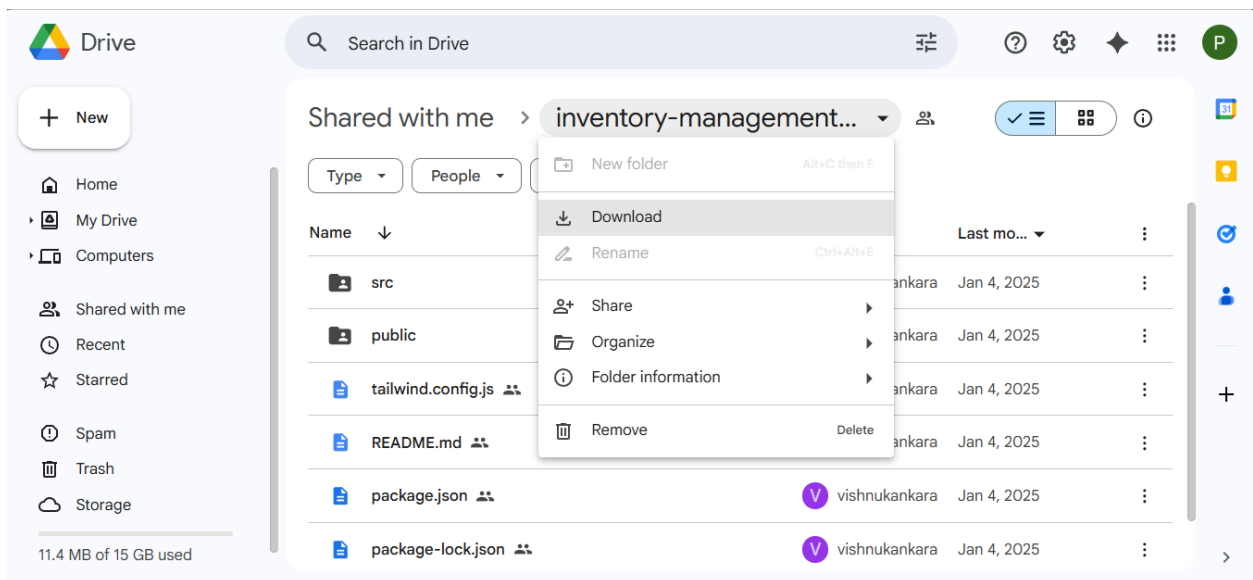 Drive
Search in Drive
P
New
Home
My Drive
Computers
Shared with me
Recent
Starred
Spam
Trash
Storage
11.4 MB of 15 GB used
Shared with me
inventory-management...
Type
People
New folder Alt+C then F
Download
Rename Ctrl+Alt+E
Share
Organize
Folder information
Remove Delete
Name Last mo...
src ankara Jan 4, 2025
public ankara Jan 4, 2025
tailwind.config.js ankara Jan 4, 2025
README.md ankara Jan 4, 2025
package.json V vishnukankara Jan 4, 2025
package-lock.json V vishnukankara Jan 4, 2025
31